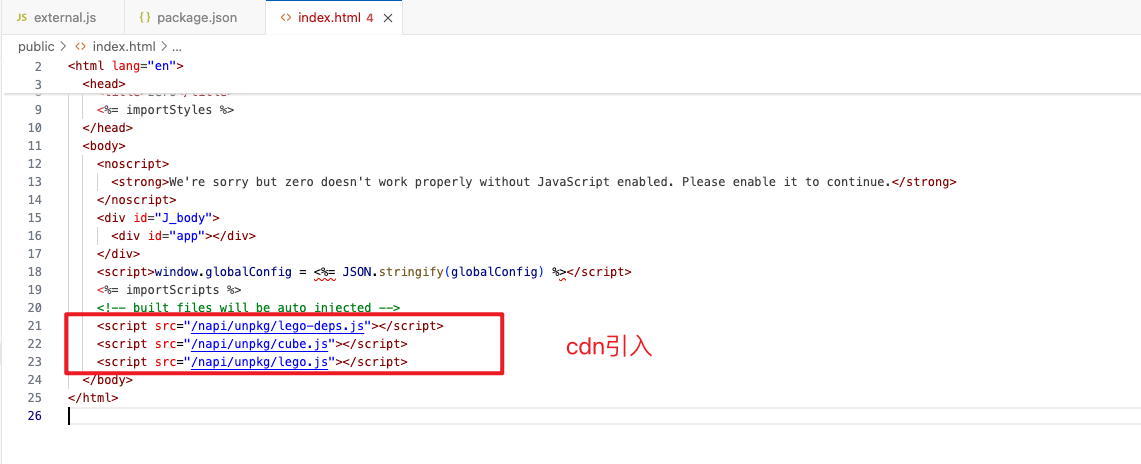 JS external.js {} package.json <> index.html 4 ×
public > <> index.html > ...
2 <html lang="en">
3 <head>
9 <%= importStyles %>
10 </head>
11 <body>
12 <noscript>
13 <strong>We're sorry but zero doesn't work properly without JavaScript enabled. Please enable it to continue.</strong>
14 </noscript>
15 <div id="J_body">
16 <div id="app"></div>
17 </div>
18 <script>window.globalConfig = <%= JSON.stringify(globalConfig) %></script>
19 <%= importScripts %>
20 <!-- built files will be auto injected -->
21 <script src="/napi/unpkg/lego-deps.js"></script>
22 <script src="/napi/unpkg/cube.js"></script>
cdn引入
23 <script src="/napi/unpkg/lego.js"></script>
24 </body>
25 </html>
26